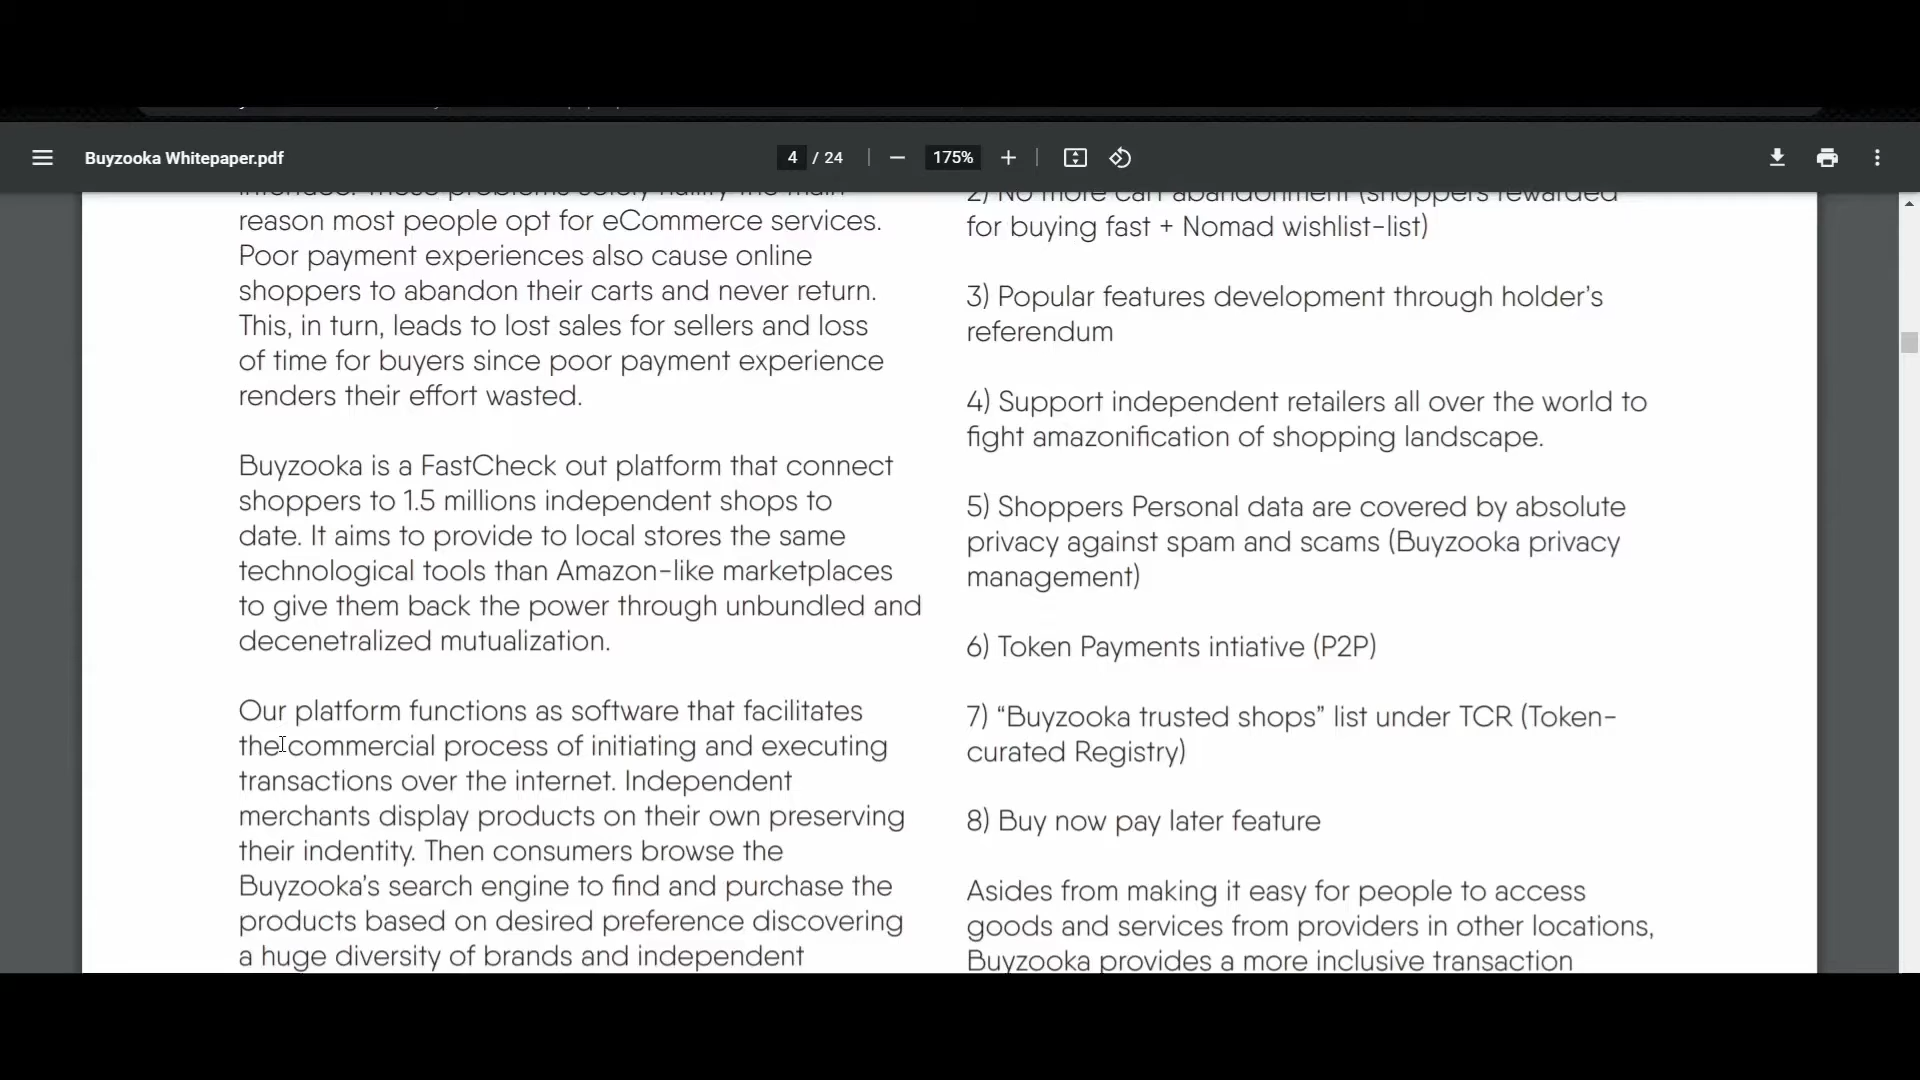 Buyzooka Whitepaper.pdf
4 / 24
175%
reason most people opt for eCommerce services.
Poor payment experiences also cause online
shoppers to abandon their carts and never return.
This, in turn, leads to lost sales for sellers and loss
of time for buyers since poor payment experience
renders their effort wasted.
Buyzooka is a FastCheck out platform that connect
shoppers to 1.5 millions independent shops to
date. It aims to provide to local stores the same
technological tools than Amazon-like marketplaces
to give them back the power through unbundled and
decenetralized mutualization.
Our platform functions as software that facilitates
the commercial process of initiating and executing
transactions over the internet. Independent
merchants display products on their own preserving
their indentity. Then consumers browse the
Buyzooka's search engine to find and purchase the
products based on desired preference discovering
a huge diversity of brands and independent
2) No more cart abandonment (shoppers rewarded
for buying fast + Nomad wishlist-list)
3) Popular features development through holder's
referendum
4) Support independent retailers all over the world to
fight amazonification of shopping landscape.
5) Shoppers Personal data are covered by absolute
privacy against spam and scams (Buyzooka privacy
management)
6) Token Payments intiative (P2P)
7) “Buyzooka trusted shops” list under TCR (Token-
curated Registry)
8) Buy now pay later feature
Asides from making it easy for people to access
goods and services from providers in other locations,
Buyzooka provides a more inclusive transaction